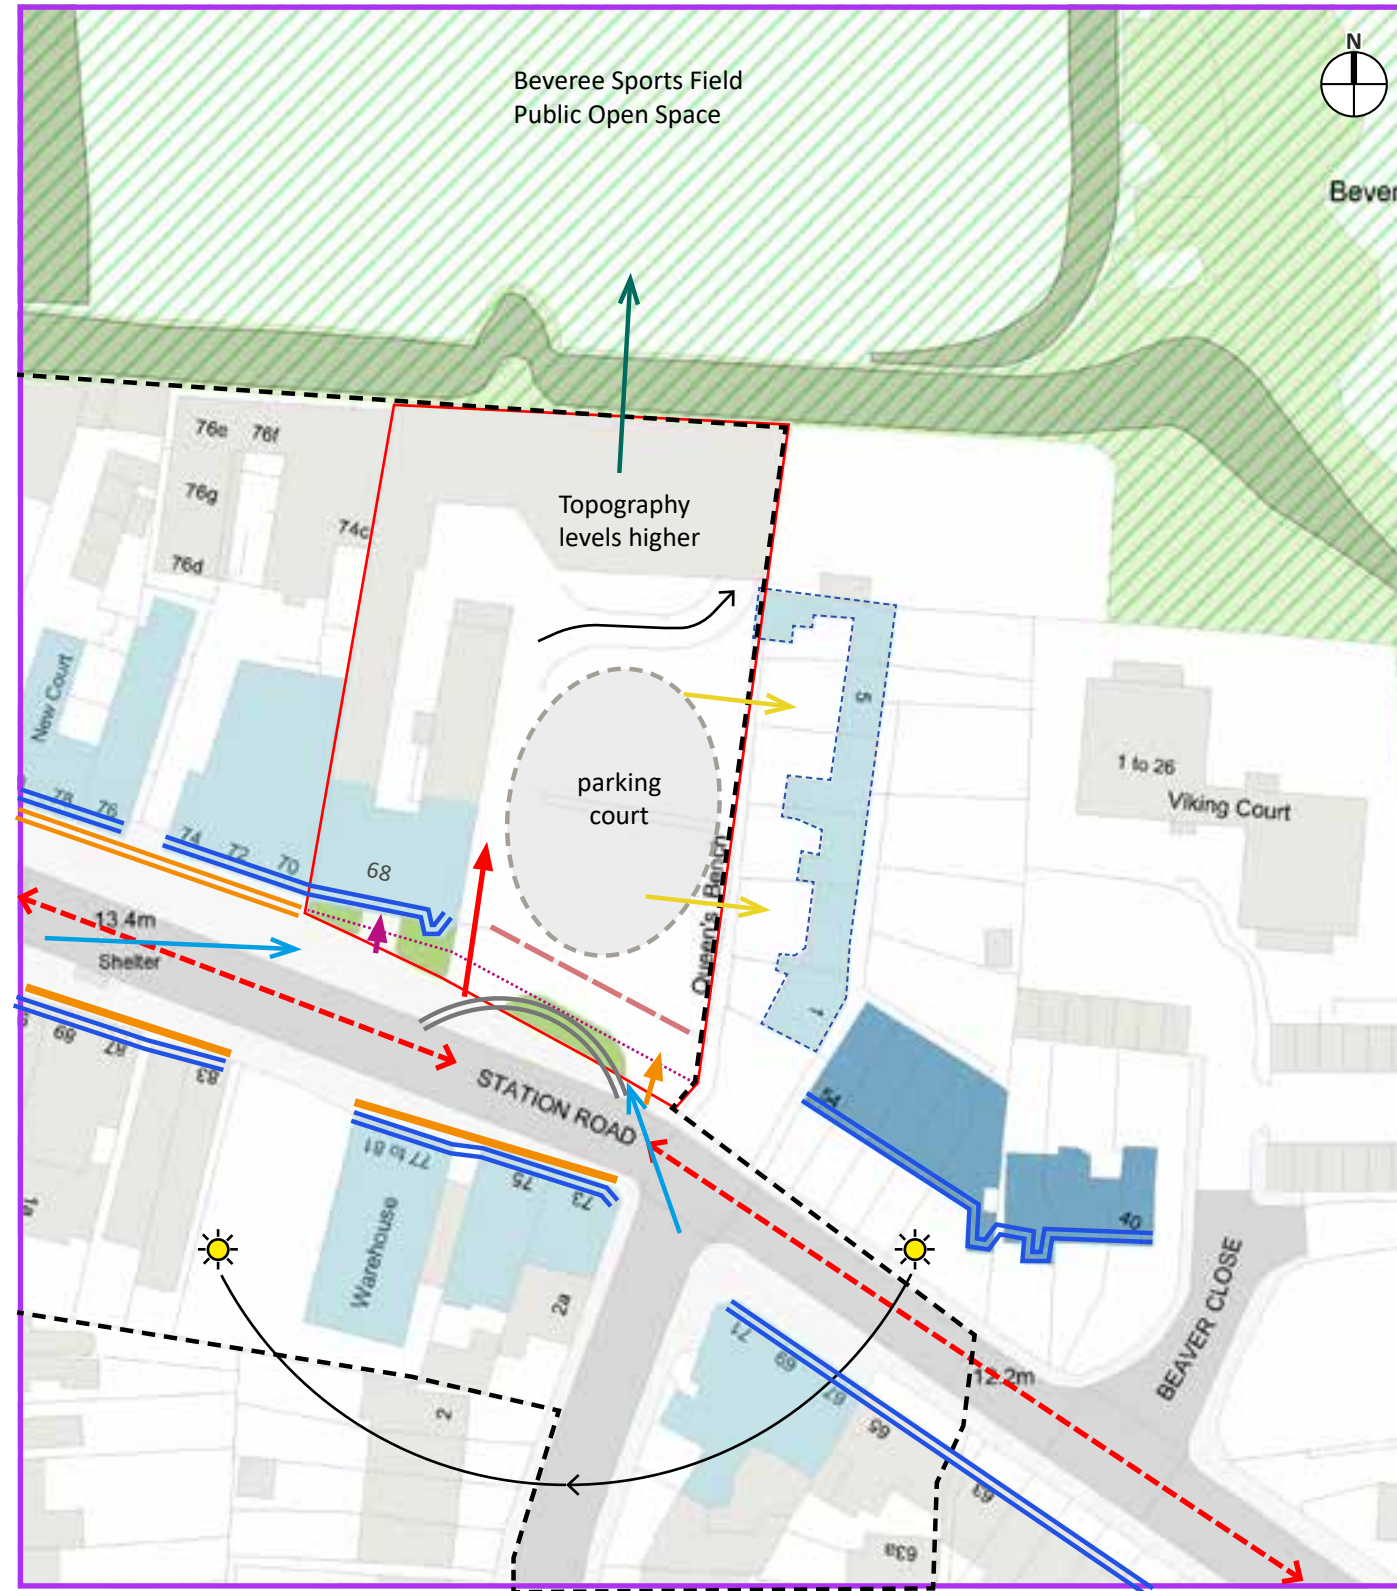 N
Beveree Sports Field
Public Open Space
Bever
76e
76f
76g
74c
76d
Topography
levels higher
New Court
5
1 to 26
Viking Court
parking
court
78
76
74
72
70
68
Queen's Beach
13.4m
Shelter
69
83
1
54
40
STATION ROAD
77 to 81
75
73
Warehouse
1a
2a
2
71
69
67
65
63
63a
12.2m
BEAVER CLOSE